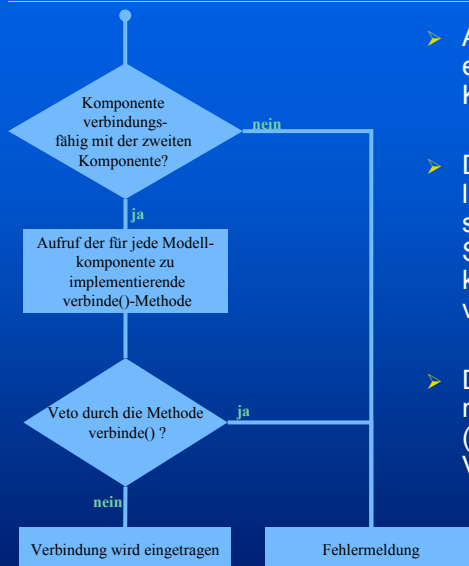 Komponente
verbindungs-
fähig mit der zweiten
Komponente?
nein
ja
Aufruf der für jede Modell-
komponente zu
implementierende
verbinde()-Methode
Veto durch die Methode
verbinde() ?
ja
nein
Verbindung wird eingetragen
Fehlermeldung